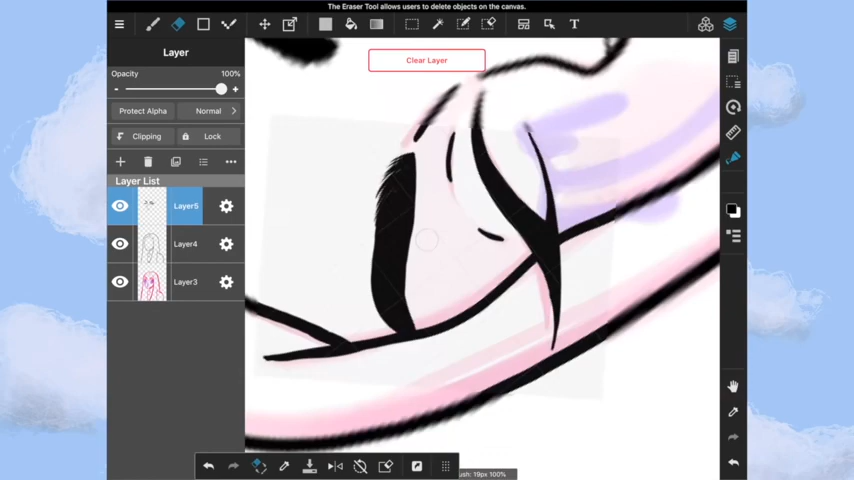 The Eraser Tool allows users to delete objects on the canvas.
T
Layer
Clear Layer
Opacity 100%
- +
Protect Alpha Normal >
Clipping Lock
Layer List
Layer5
Layer4
Layer3
ush: 19px 100%